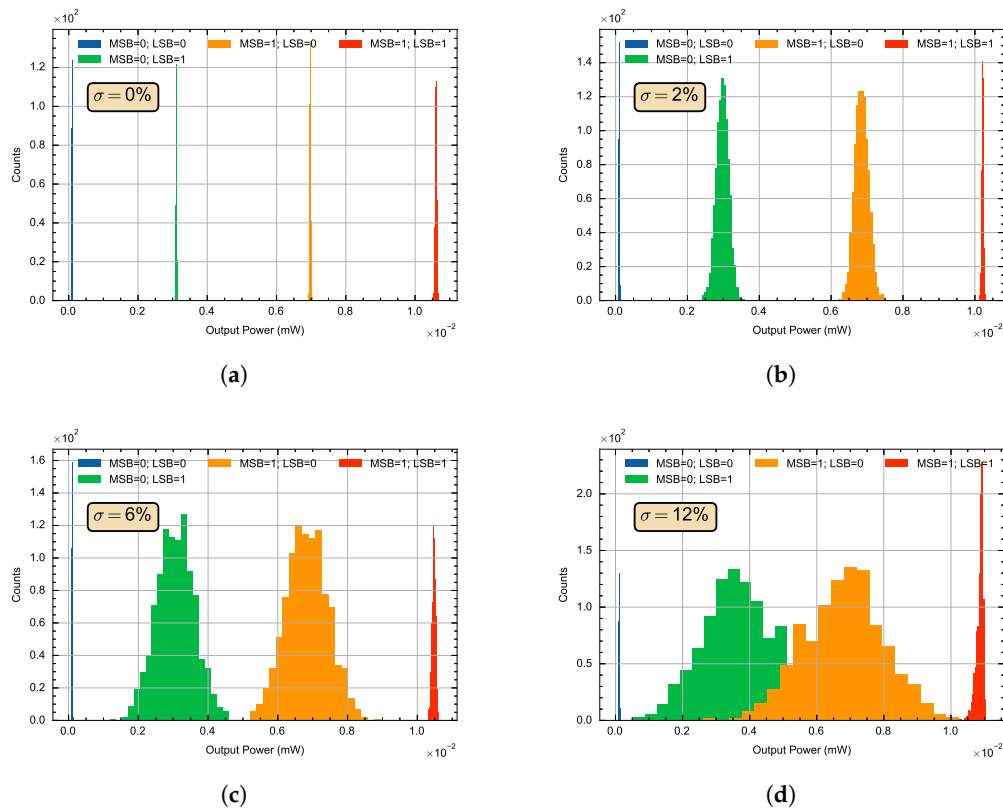 ×10²
MSB=0; LSB=0 MSB=1; LSB=0 MSB=1; LSB=1
MSB=0; LSB=1
σ = 0%
1.2
1.0
0.8
0.6
0.4
0.2
0.0
Counts
0.0 0.2 0.4 0.6 0.8 1.0
Output Power (mW)
×10⁻²
(a)
×10²
MSB=0; LSB=0 MSB=1; LSB=0 MSB=1; LSB=1
MSB=0; LSB=1
σ = 2%
1.4
1.2
1.0
0.8
0.6
0.4
0.2
0.0
Counts
0.0 0.2 0.4 0.6 0.8 1.0
Output Power (mW)
×10⁻²
(b)
×10²
MSB=0; LSB=0 MSB=1; LSB=0 MSB=1; LSB=1
MSB=0; LSB=1
σ = 6%
1.6
1.4
1.2
1.0
0.8
0.6
0.4
0.2
0.0
Counts
0.0 0.2 0.4 0.6 0.8 1.0
Output Power (mW)
×10⁻²
(c)
×10²
MSB=0; LSB=0 MSB=1; LSB=0 MSB=1; LSB=1
MSB=0; LSB=1
σ = 12%
2.0
1.5
1.0
0.5
0.0
Counts
0.0 0.2 0.4 0.6 0.8 1.0
Output Power (mW)
×10⁻²
(d)